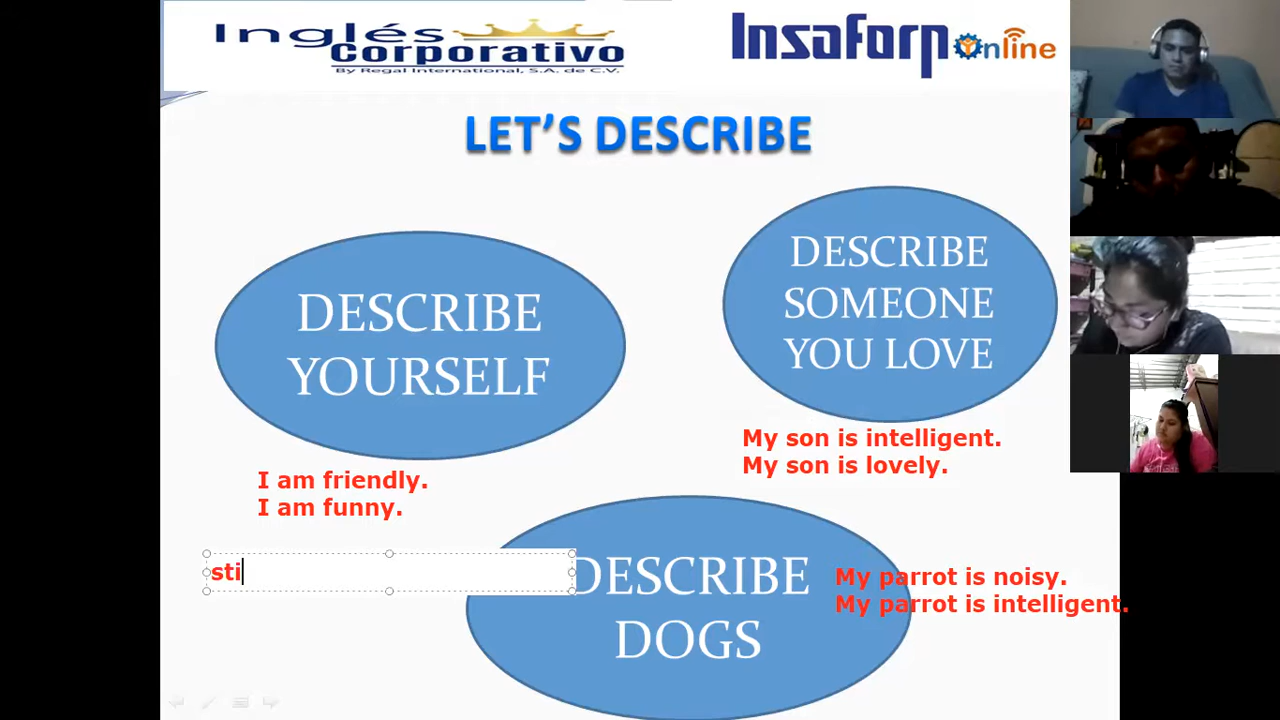 Inglés
Corporativo
By Regal International, S.A. de C.V.
Insaforp Online
LET'S DESCRIBE
DESCRIBE
YOURSELF
DESCRIBE
SOMEONE
YOU LOVE
My son is intelligent.
My son is lovely.
I am friendly.
I am funny.
sti
DESCRIBE
DOGS
My parrot is noisy.
My parrot is intelligent.